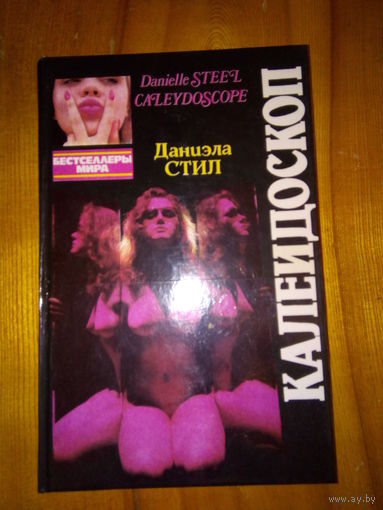 Danielle STEEL
CALEYDOSCOPE
БЕСТСЕЛЛЕРЫ
МИРА
Даниэла
СТИЛ
КАЛЕЙДОСКОП
www.ay.by